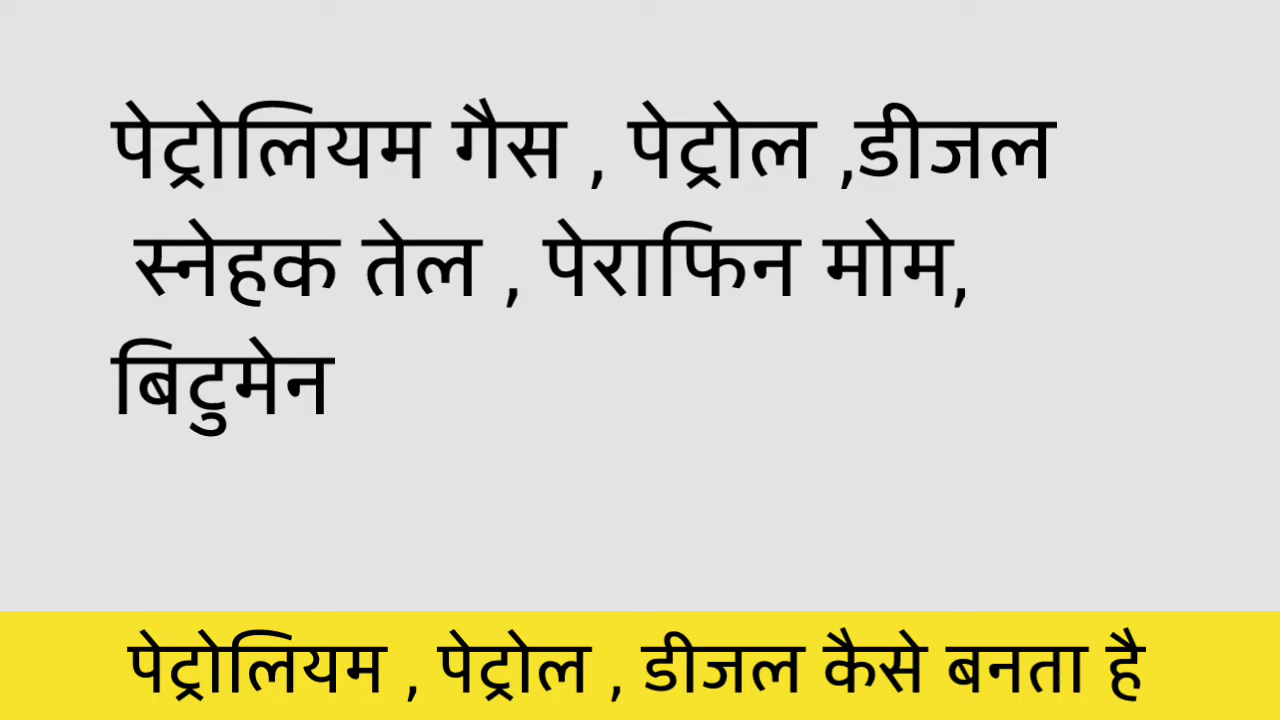 पेट्रोलियम गैस , पेट्रोल ,डीजल
स्नेहक तेल , पेराफिन मोम,
बिटुमेन
पेट्रोलियम , पेट्रोल , डीजल कैसे बनता है